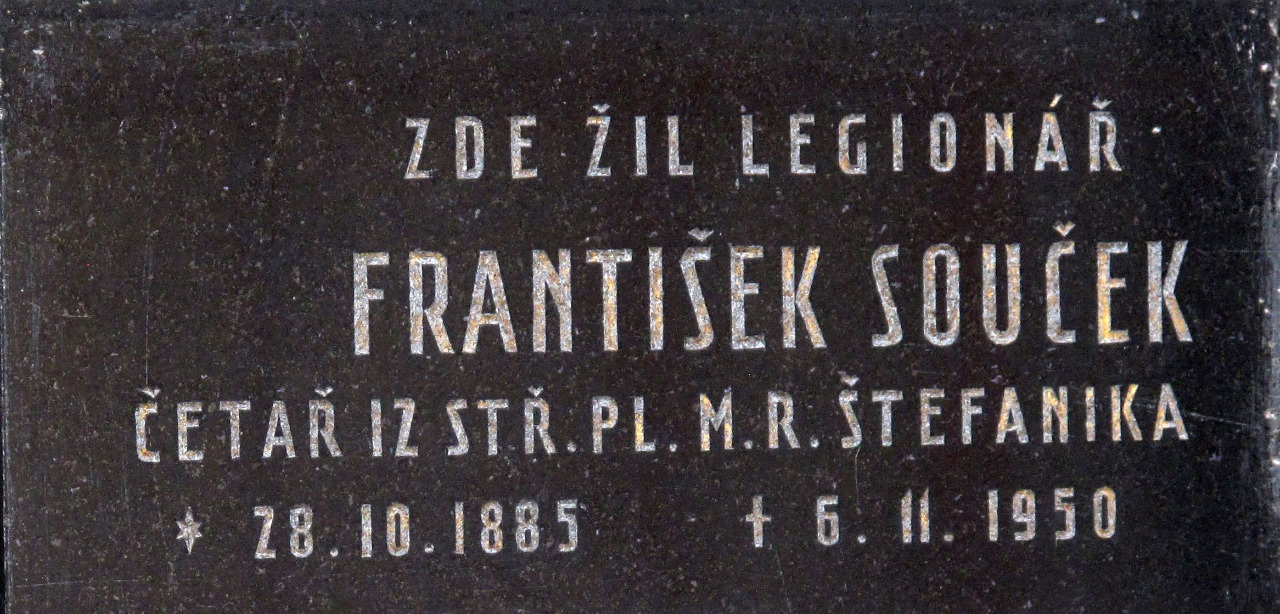 ZDE ŽIL LEGIONÁŘ
FRANTIŠEK SOUČEK
ČETAŘ IZ STŘ. PL. M. R. ŠTEFANIKA
* 28. 10. 1885 † 6. 11. 1950